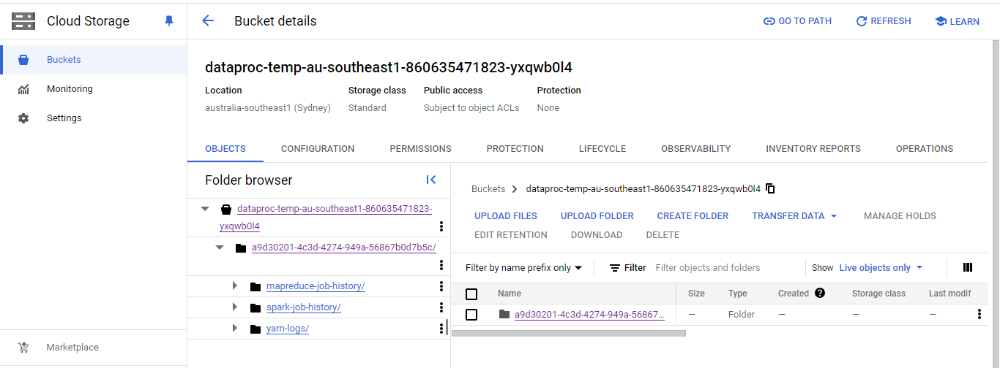 Cloud Storage
Bucket details
GO TO PATH
REFRESH
LEARN
Buckets
Monitoring
Settings
Marketplace
dataproc-temp-au-southeast1-860635471823-yxqwb0l4
Location Storage class Public access Protection
australia-southeast1 (Sydney) Standard Subject to object ACLs None
OBJECTS CONFIGURATION PERMISSIONS PROTECTION LIFECYCLE OBSERVABILITY INVENTORY REPORTS OPERATIONS
Folder browser
dataproc-temp-au-southeast1-860635471823-
yxqwb0l4
a9d30201-4c3d-4274-949a-56867b0d7b5c/
mapreduce-job-history/
spark-job-history/
yarn-logs/
Buckets > dataproc-temp-au-southeast1-860635471823-yxqwb0l4
UPLOAD FILES UPLOAD FOLDER CREATE FOLDER TRANSFER DATA MANAGE HOLDS
EDIT RETENTION DOWNLOAD DELETE
Filter by name prefix only Filter Filter objects and folders Show Live objects only
Name Size Type Created ? Storage class Last modif
a9d30201-4c3d-4274-949a-56867... — Folder — — —